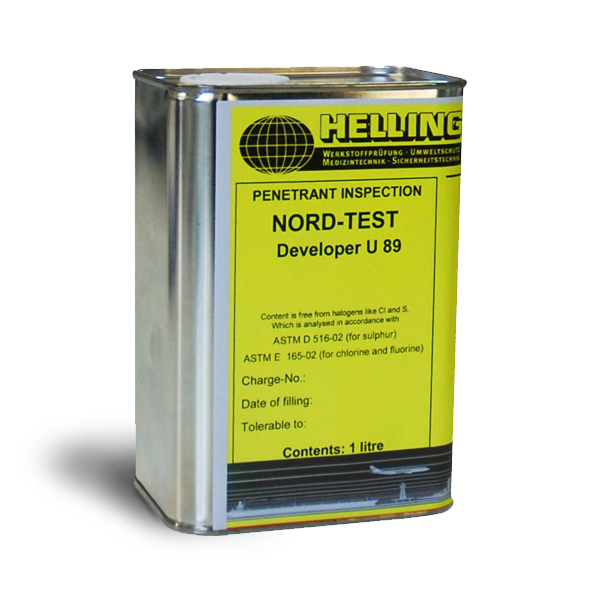 HELLING
WERKSTOFFPRÜFUNG · UMWELTSCHUTZ
MEDIZINTECHNIK · SICHERHEITSTECHNIK
PENETRANT INSPECTION
NORD-TEST
Developer U 89
Content is free from halogens like Cl and S.
Which is analysed in accordance with
ASTM D 516-02 (for sulphur)
ASTM E 165-02 (for chlorine and fluorine)
Charge-No.:
Date of filling:
Tolerable to:
Contents: 1 litre